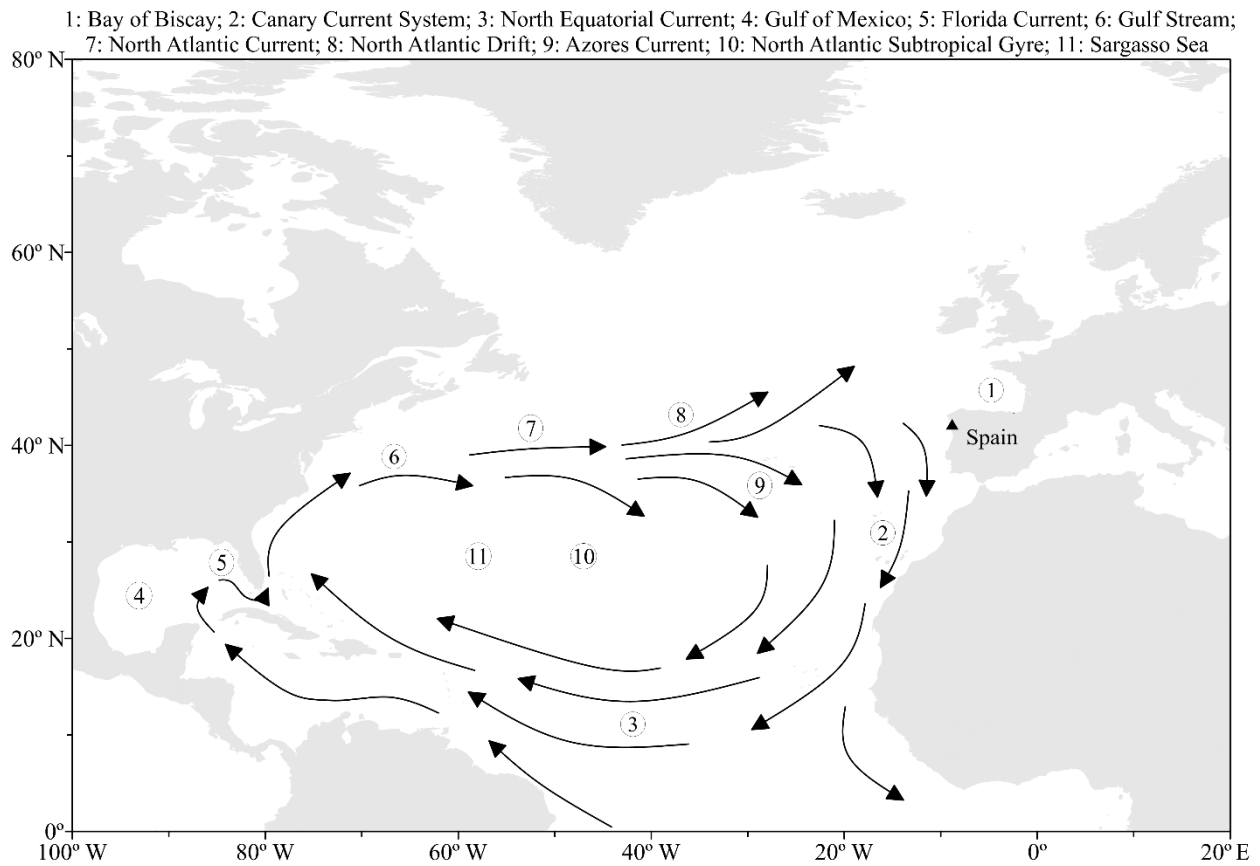 1: Bay of Biscay; 2: Canary Current System; 3: North Equatorial Current; 4: Gulf of Mexico; 5: Florida Current; 6: Gulf Stream;
7: North Atlantic Current; 8: North Atlantic Drift; 9: Azores Current; 10: North Atlantic Subtropical Gyre; 11: Sargasso Sea
80º N
60º N
1
8
7
40º N
Spain
6
9
2
11
10
5
4
20º N
3
0º
100º W
80º W
60º W
40º W
20º W
0º
20º E